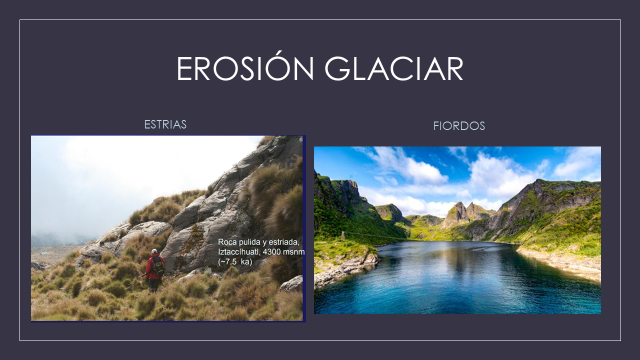 EROSIÓN GLACIAR
ESTRIAS
FIORDOS
Roca pulida y estriada,
Iztaccíhuatl, 4300 msnm
(~7.5 ka)